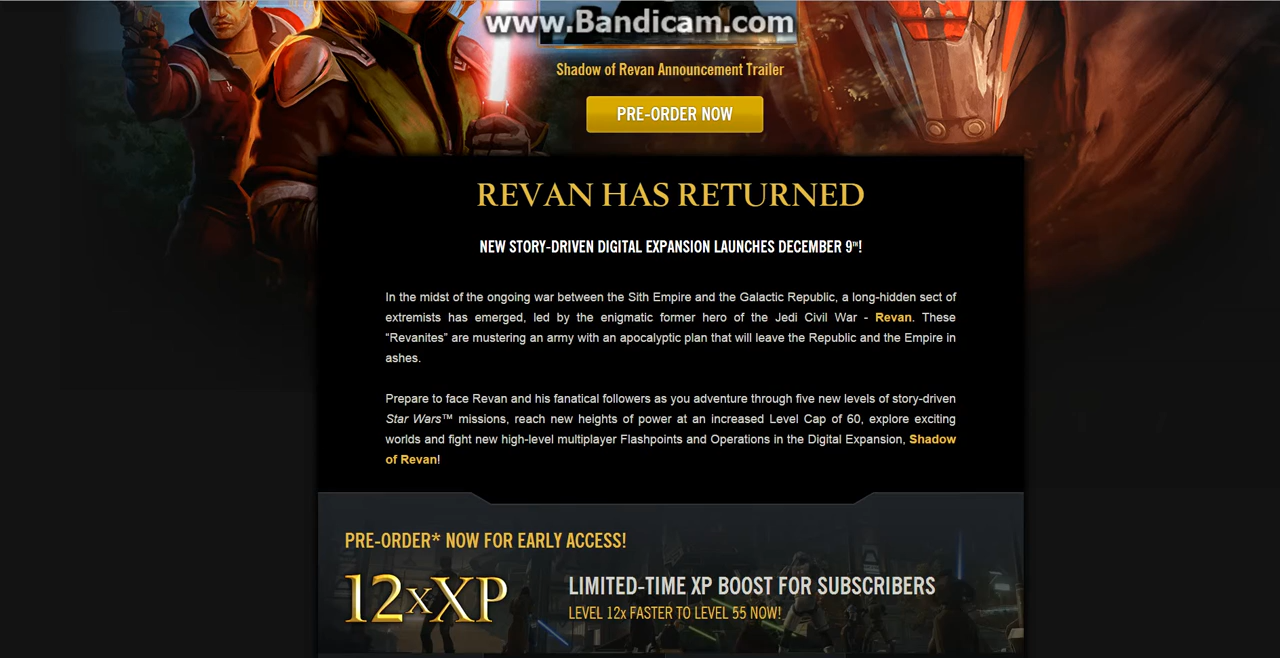 www.Bandicam.com
Shadow of Revan Announcement Trailer
PRE-ORDER NOW
REVAN HAS RETURNED
NEW STORY-DRIVEN DIGITAL EXPANSION LAUNCHES DECEMBER 9TH!
In the midst of the ongoing war between the Sith Empire and the Galactic Republic, a long-hidden sect of
extremists has emerged, led by the enigmatic former hero of the Jedi Civil War - Revan. These
“Revanites” are mustering an army with an apocalyptic plan that will leave the Republic and the Empire in
ashes.
Prepare to face Revan and his fanatical followers as you adventure through five new levels of story-driven
Star Wars™ missions, reach new heights of power at an increased Level Cap of 60, explore exciting
worlds and fight new high-level multiplayer Flashpoints and Operations in the Digital Expansion, Shadow
of Revan!
PRE-ORDER* NOW FOR EARLY ACCESS!
12xXP
LIMITED-TIME XP BOOST FOR SUBSCRIBERS
LEVEL 12x FASTER TO LEVEL 55 NOW!